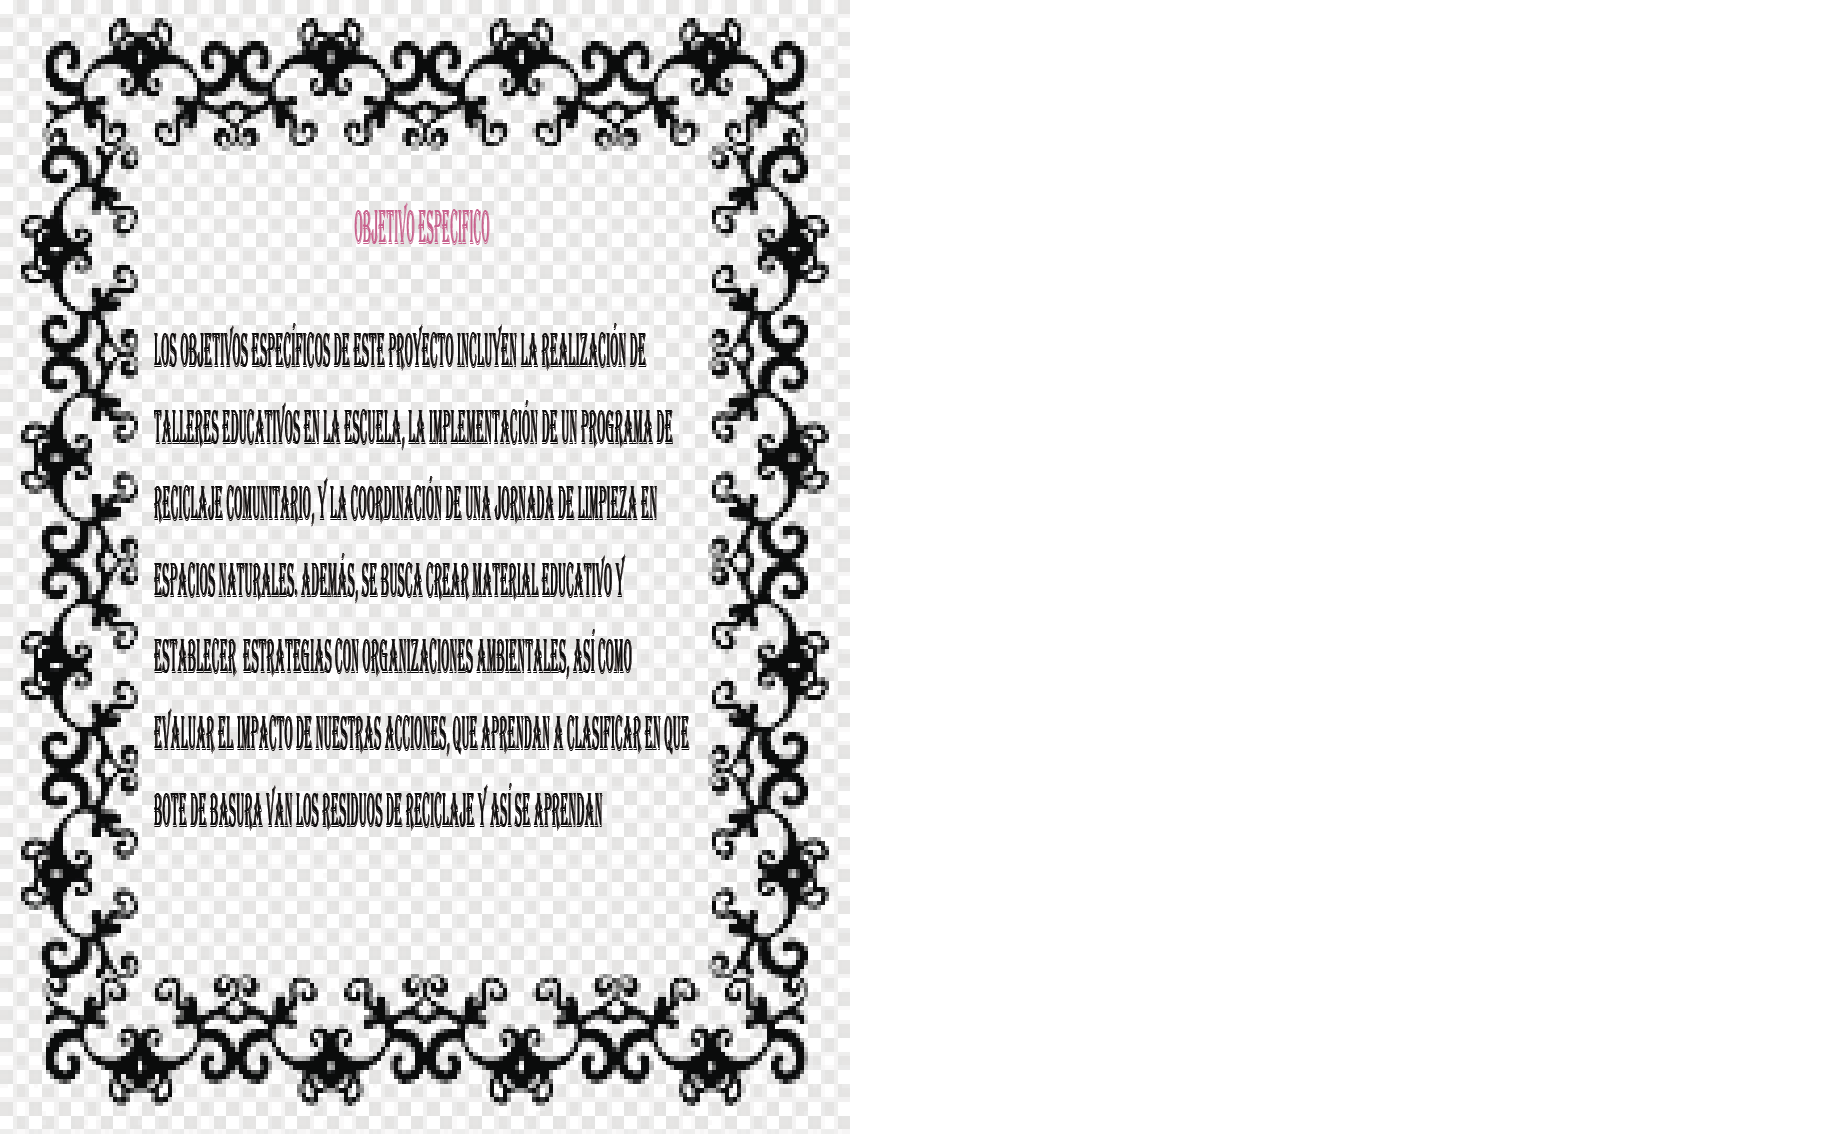 OBJETIVO ESPECIFICO
LOS OBJETIVOS ESPECÍFICOS DE ESTE PROYECTO INCLUYEN LA REALIZACIÓN DE
TALLERES EDUCATIVOS EN LA ESCUELA, LA IMPLEMENTACIÓN DE UN PROGRAMA DE
RECICLAJE COMUNITARIO, Y LA COORDINACIÓN DE UNA JORNADA DE LIMPIEZA EN
ESPACIOS NATURALES. ADEMÁS, SE BUSCA CREAR MATERIAL EDUCATIVO Y
ESTABLECER ESTRATEGIAS CON ORGANIZACIONES AMBIENTALES, ASÍ COMO
EVALUAR EL IMPACTO DE NUESTRAS ACCIONES, QUE APRENDAN A CLASIFICAR EN QUE
BOTE DE BASURA VAN LOS RESIDUOS DE RECICLAJE Y ASÍ SE APRENDAN